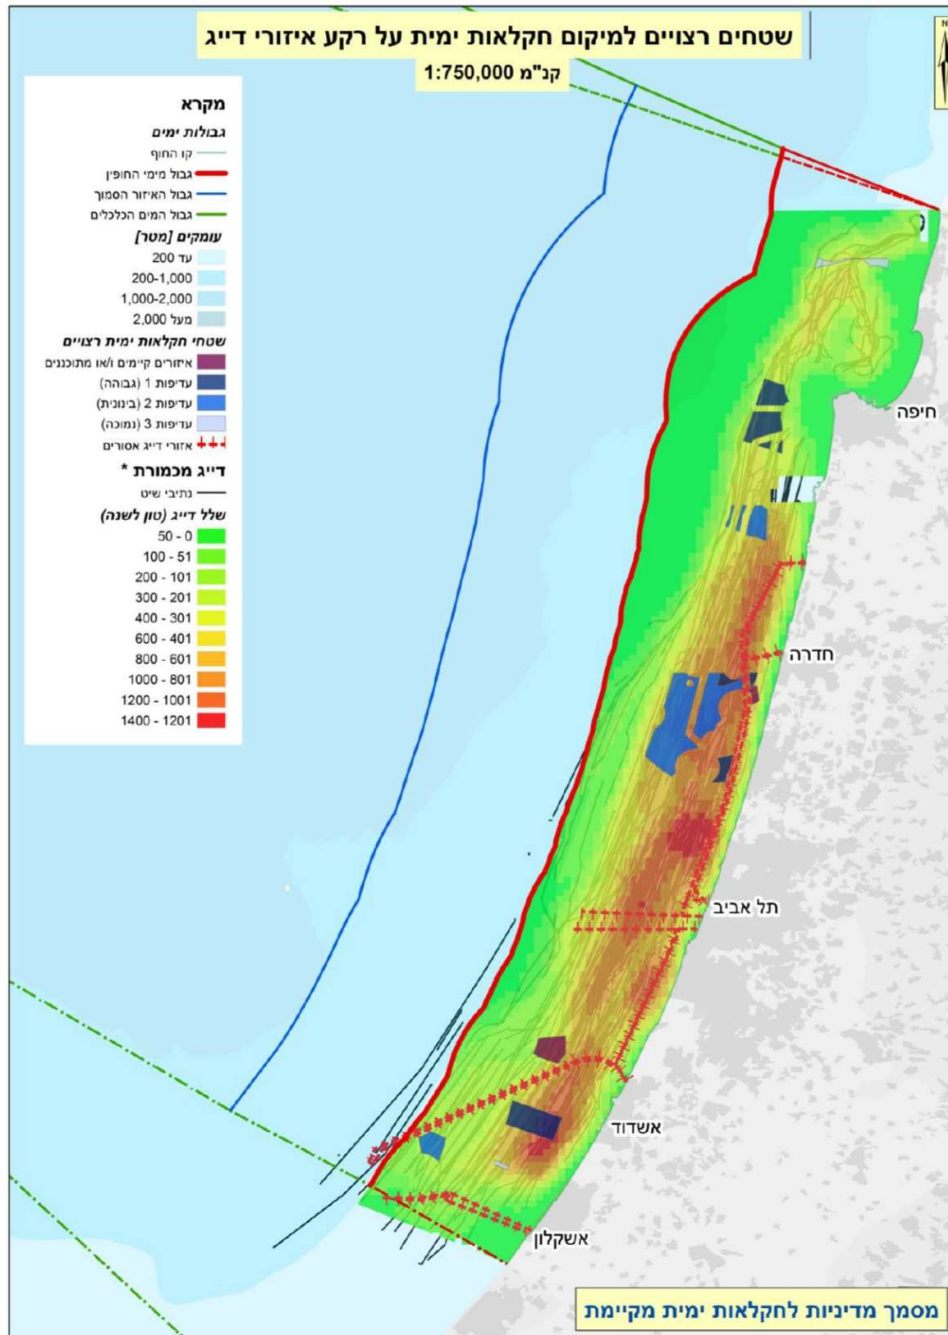 שטחים רצויים למיקום חקלאות ימית על רקע איזורי דייג
קנ"מ 1:750,000
N
מקרא
גבולות ימים
קו החוף
גבול מימי החופין
גבול האיזור הסמוך
גבול המים הכלכלים
עומקים [מטר]
עד 200
200-1,000
1,000-2,000
מעל 2,000
שטחי חקלאות ימית רצויים
איזורים קיימים ו/או מתוכננים
עדיפות 1 (גבוהה)
עדיפות 2 (בינונית)
עדיפות 3 (נמוכה)
אזורי דייג אסורים
דייג מכמורת *
נתיבי שיט
שלל דייג (טון לשנה)
50 - 0
100 - 51
200 - 101
300 - 201
400 - 301
600 - 401
800 - 601
1000 - 801
1200 - 1001
1400 - 1201
חיפה
חדרה
תל אביב
אשדוד
אשקלון
מסמך מדיניות לחקלאות ימית מקיימת